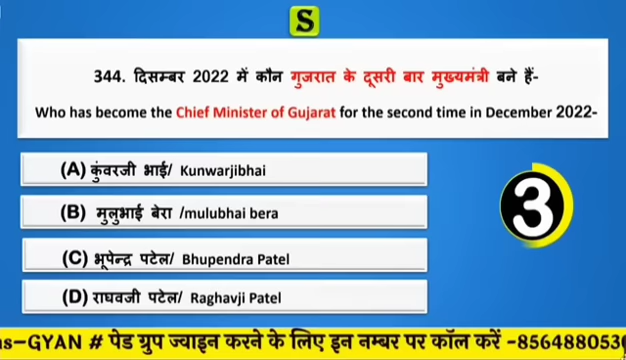 S
344. दिसम्बर 2022 में कौन गुजरात के दूसरी बार मुख्यमंत्री बने हैं-
Who has become the Chief Minister of Gujarat for the second time in December 2022-
(A) कुंवरजी भाई/ Kunwarjibhai
(B) मुलुभाई बेरा /mulubhai bera
3
(C) भूपेन्द्र पटेल/ Bhupendra Patel
(D) राघवजी पटेल/ Raghavji Patel
s-GYAN # पेड ग्रुप ज्वाइन करने के लिए इन नम्बर पर कॉल करें -856488053